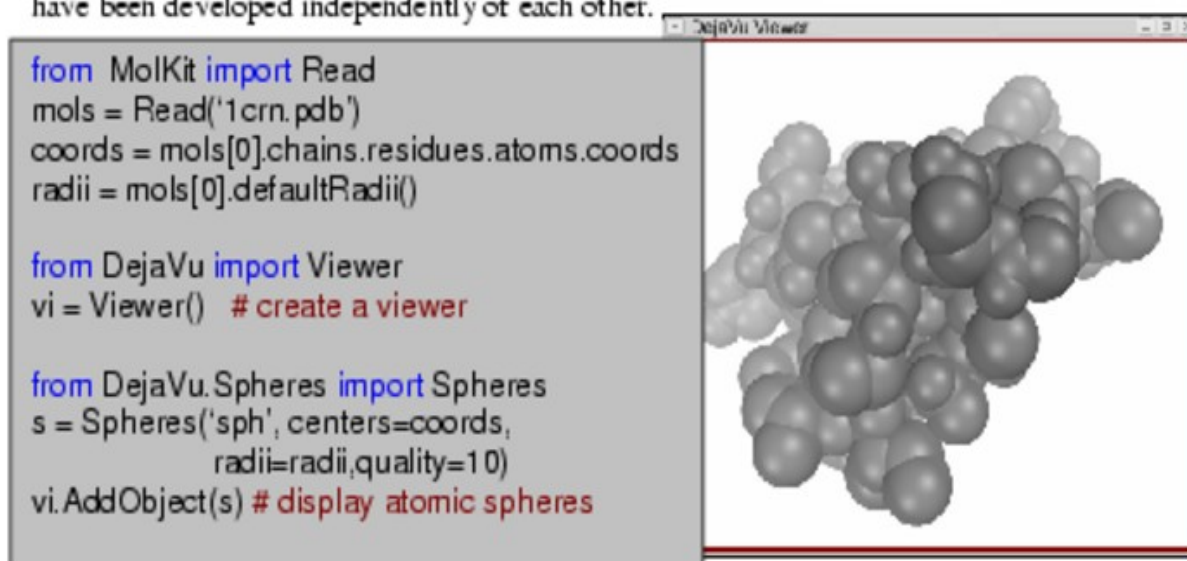 have been developed independently of each other.
DejaVu Viewer
from MolKit import Read
mols = Read(‘1crn.pdb’)
coords = mols[0].chains.residues.atoms.coords
radii = mols[0].defaultRadii()
from DejaVu import Viewer
vi = Viewer() # create a viewer
from DejaVu.Spheres import Spheres
s = Spheres(‘sph’, centers=coords,
radii=radii,quality=10)
vi.AddObject(s) # display atomic spheres